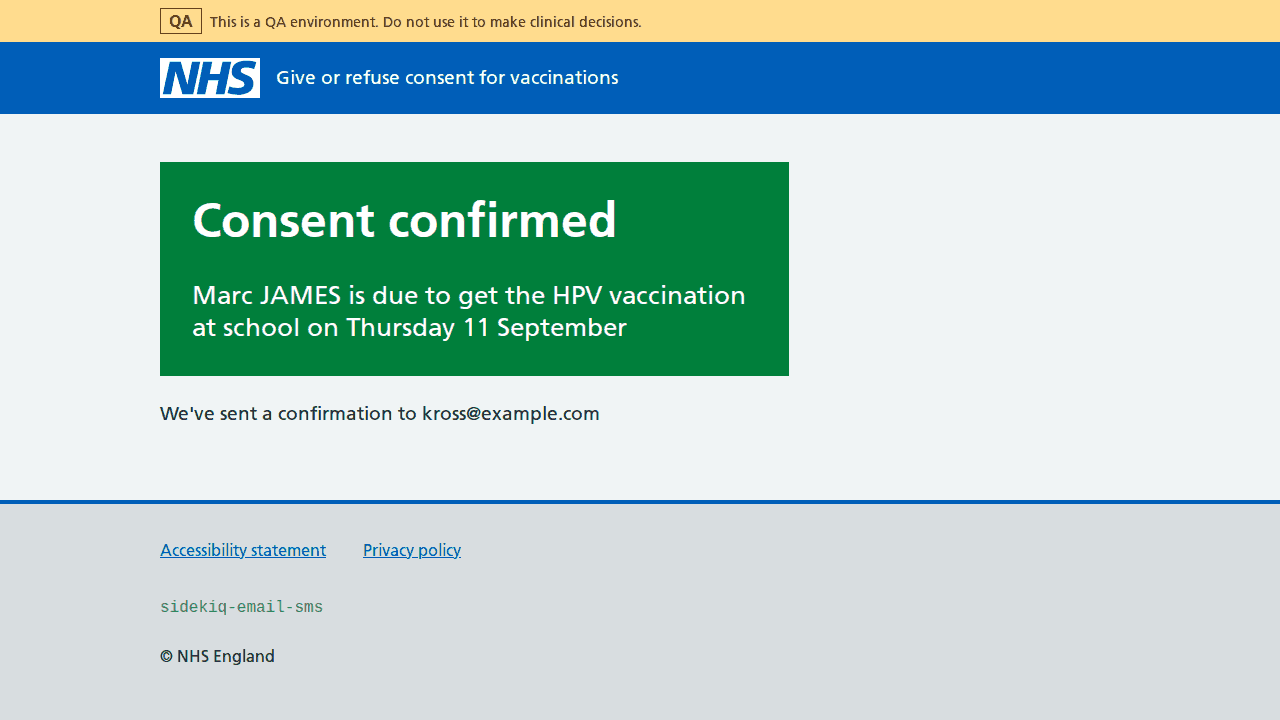 QA This is a QA environment. Do not use it to make clinical decisions.
NHS Give or refuse consent for vaccinations
Consent confirmed
Marc JAMES is due to get the HPV vaccination
at school on Thursday 11 September
We've sent a confirmation to kross@example.com
Accessibility statement Privacy policy
sidekiq-email-sms
© NHS England